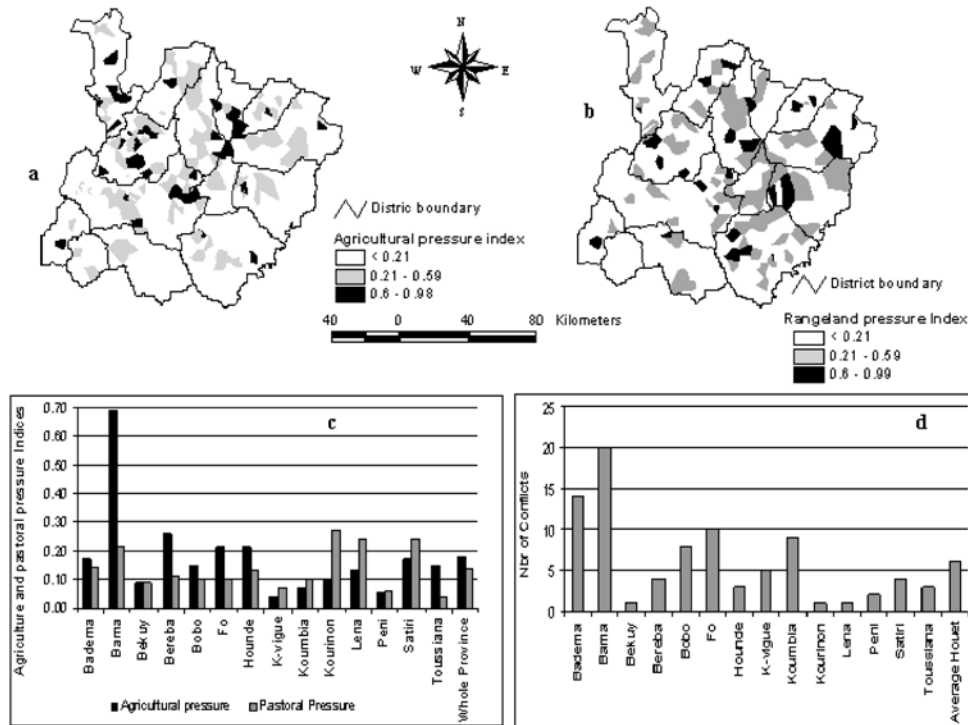 N
W E
S
a
b
Distric boundary
Agricultural pressure index
< 0.21
0.21 - 0.59
0.6 - 0.98
40 0 40 80 Kilometers
District boundary
Rangeland pressure Index
< 0.21
0.21 - 0.59
0.6 - 0.99
c
Agriculture and pastoral pressure Indices
0.70
0.60
0.50
0.40
0.30
0.20
0.10
0.00
Badema
Bama
Bekuy
Bereba
Bobo
Fo
Hounde
K-vigue
Koumbia
Kourinon
Lena
Peni
Satiri
Toussiana
Whole Province
Agricultural pressure
Pastoral Pressure
d
Nbr of Conflicts
25
20
15
10
5
0
Badema
Bama
Bekuy
Bereba
Bobo
Fo
Hounde
K-vigue
Koumbia
Kourinon
Lena
Peni
Satiri
Toussiana
Average Houet